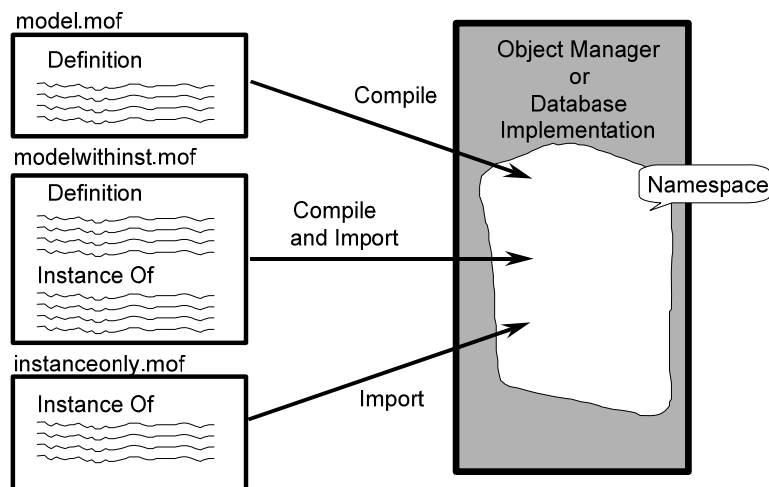 model.mof
Definition
modelwithinst.mof
Definition
Instance Of
instanceonly.mof
Instance Of
Compile
Compile
and Import
Import
Object Manager
or
Database
Implementation
Namespace